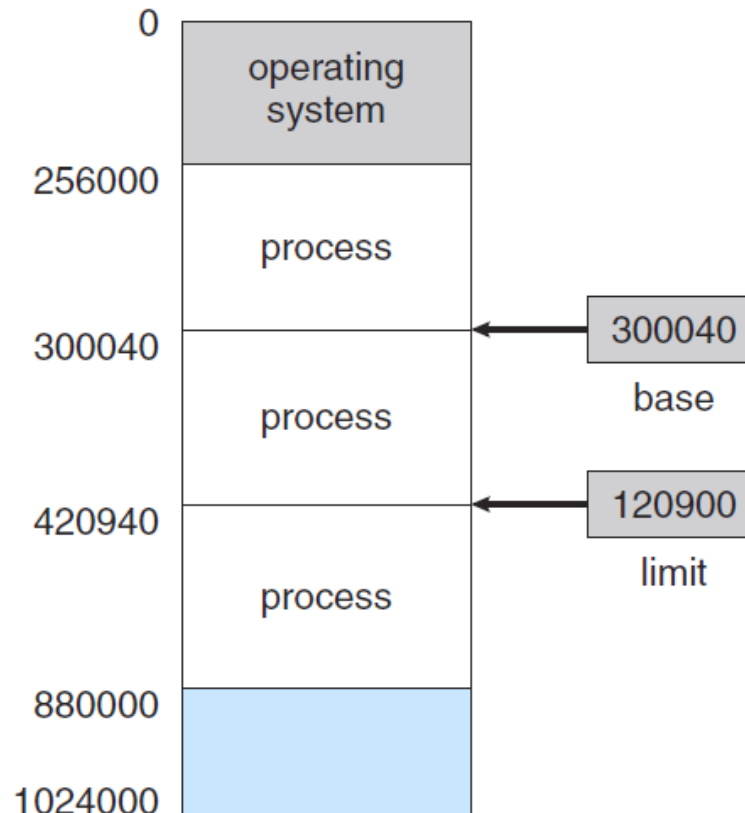 0
operating
system
256000
process
300040
300040
base
process
120900
420940
limit
process
880000
1024000